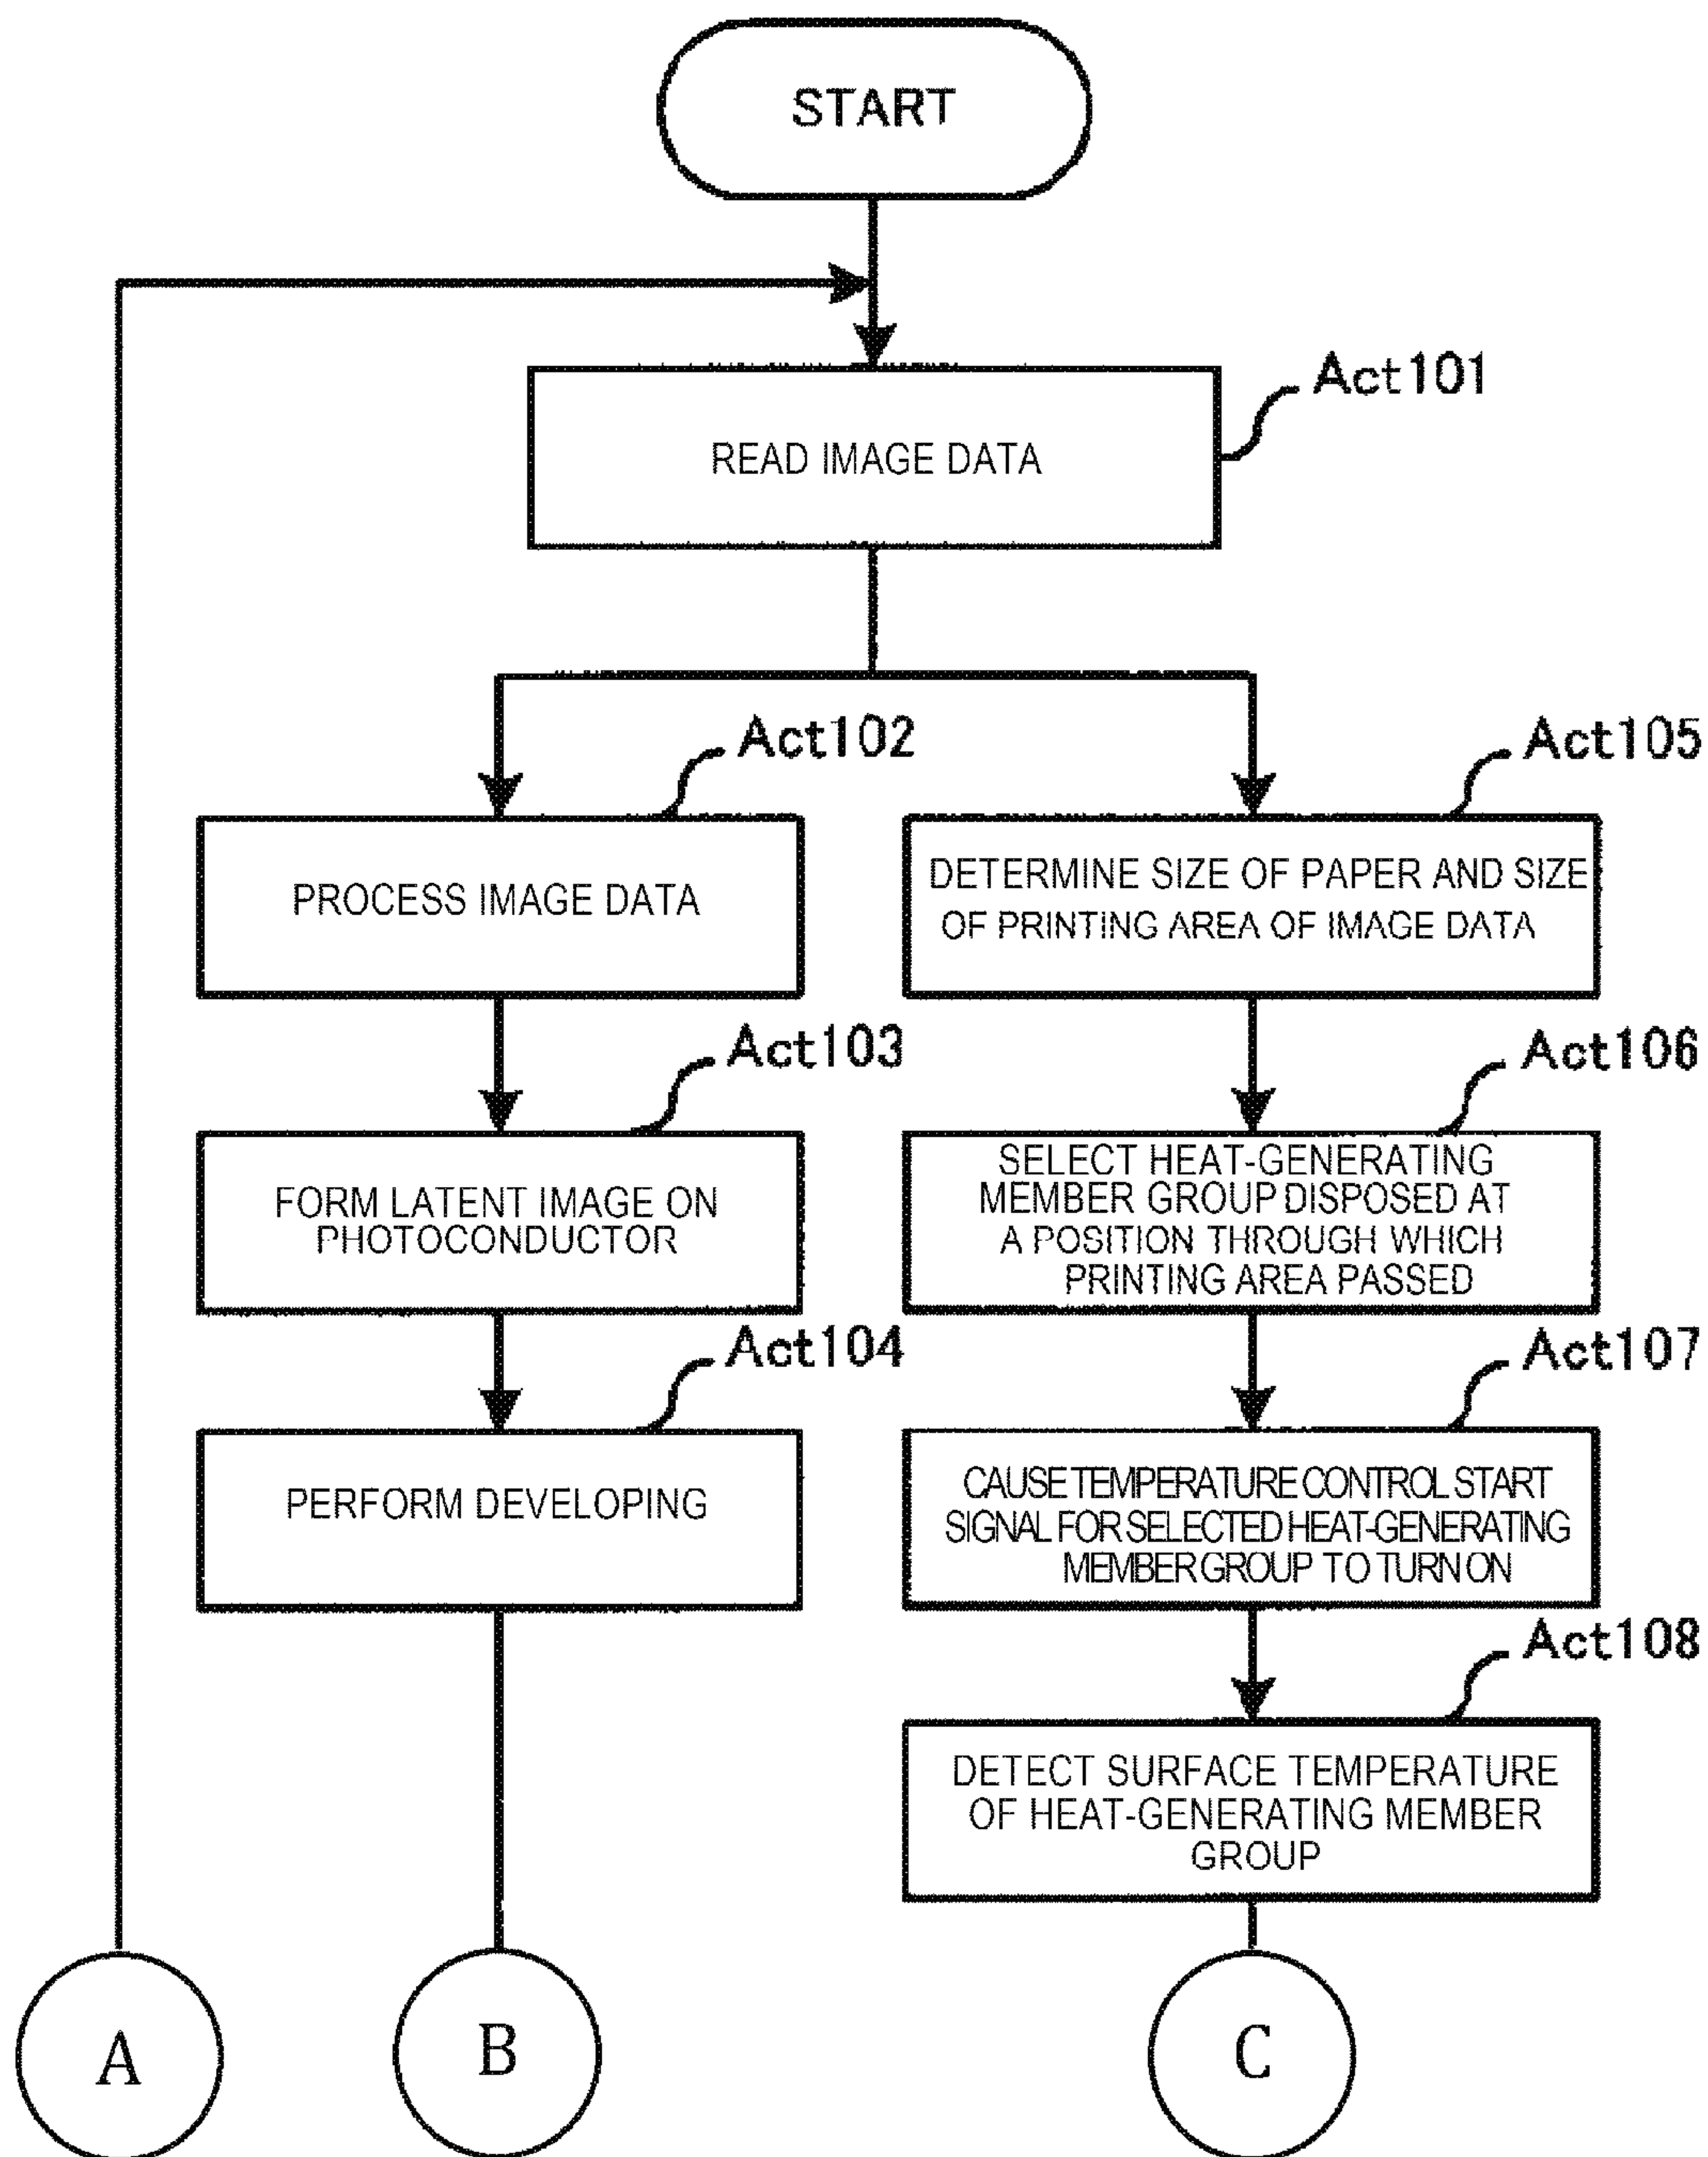 START
Act101
READ IMAGE DATA
Act102
PROCESS IMAGE DATA
Act103
FORM LATENT IMAGE ON
PHOTOCONDUCTOR
Act104
PERFORM DEVELOPING
Act105
DETERMINE SIZE OF PAPER AND SIZE
OF PRINTING AREA OF IMAGE DATA
Act106
SELECT HEAT-GENERATING
MEMBER GROUP DISPOSED AT
A POSITION THROUGH WHICH
PRINTING AREA PASSED
Act107
CAUSE TEMPERATURE CONTROL START
SIGNAL FOR SELECTED HEAT-GENERATING
MEMBER GROUP TO TURN ON
Act108
DETECT SURFACE TEMPERATURE
OF HEAT-GENERATING MEMBER
GROUP
A
B
C